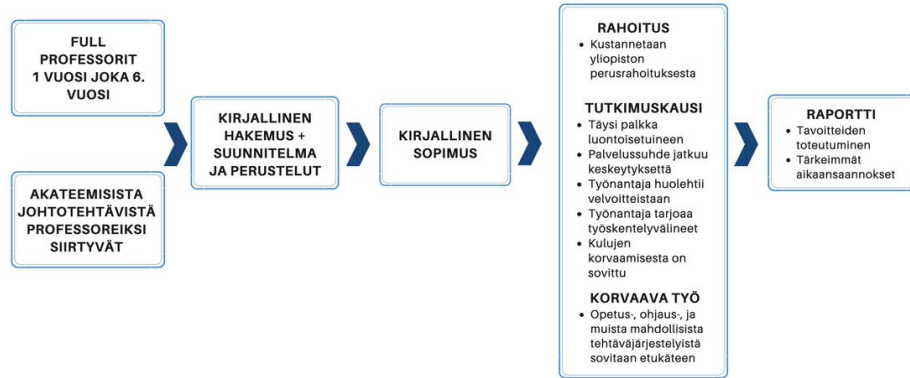 FULL
PROFESSORIT
1 VUOSI JOKA 6.
VUOSI
AKATEEMISISTA
JOHTOTEHTÄVISTÄ
PROFESSOREIKSI
SIIRTYVÄT
KIRJALLINEN
HAKEMUS +
SUUNNITELMA
JA PERUSTELUT
KIRJALLINEN
SOPIMUS
RAHOITUS
• Kustannetaan
yliopiston
perusrahoituksesta
TUTKIMUSKAUSI
• Täysi palkka
luontoisetuineen
• Palvelussuhde jatkuu
keskeytyksettä
• Työnantaja huolehtii
velvoitteistaan
• Työnantaja tarjoaa
työskentelyvälineet
• Kulujen
korvaamisesta on
sovittu
KORVAAVA TYÖ
• Opetus-, ohjaus-, ja
muista mahdollisista
tehtäväjärjestelyistä
sovitaan etukäteen
RAPORTTI
• Tavoitteiden
toteutuminen
• Tärkeimmät
aikaansaannokset